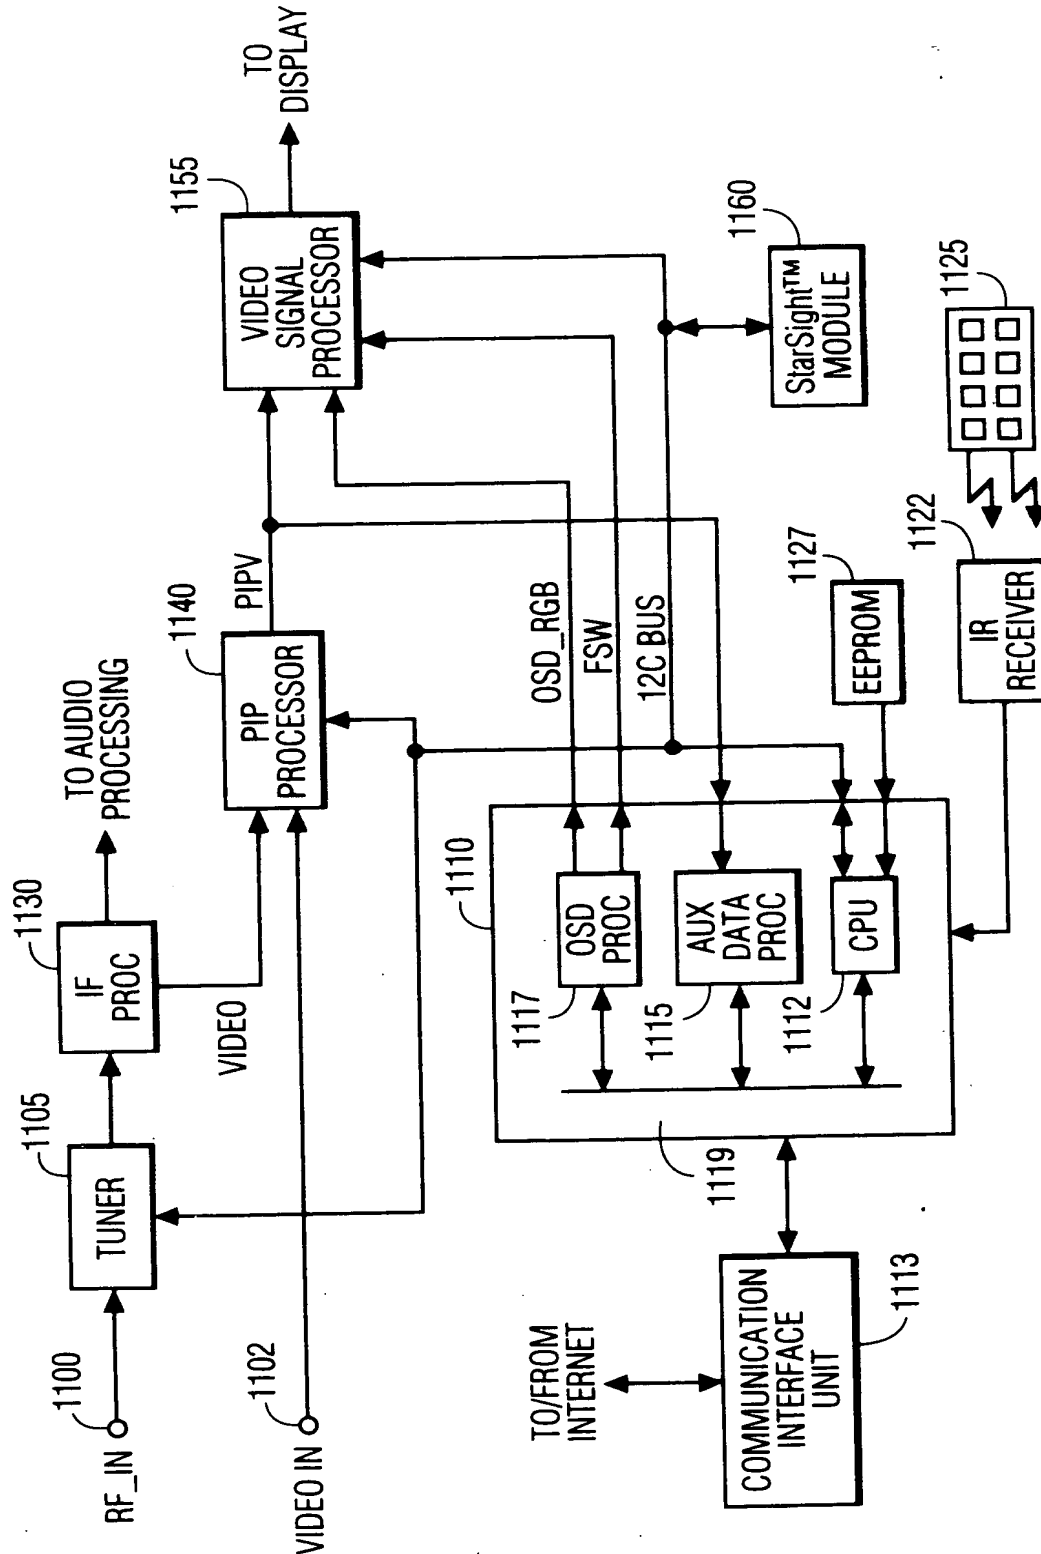 RF_IN
1100
TUNER
1105
IF
PROC
1130
TO AUDIO
PROCESSING
VIDEO
VIDEO IN
1102
PIP
PROCESSOR
1140
PIPV
VIDEO
SIGNAL
PROCESSOR
1155
TO
DISPLAY
OSD_RGB
FSW
12C BUS
TO/FROM
INTERNET
COMMUNICATION
INTERFACE
UNIT
1113
1119
1110
OSD
PROC
1117
AUX
DATA
PROC
1115
CPU
1112
EEPROM
1127
StarSight™
MODULE
1160
IR
RECEIVER
1122
1125